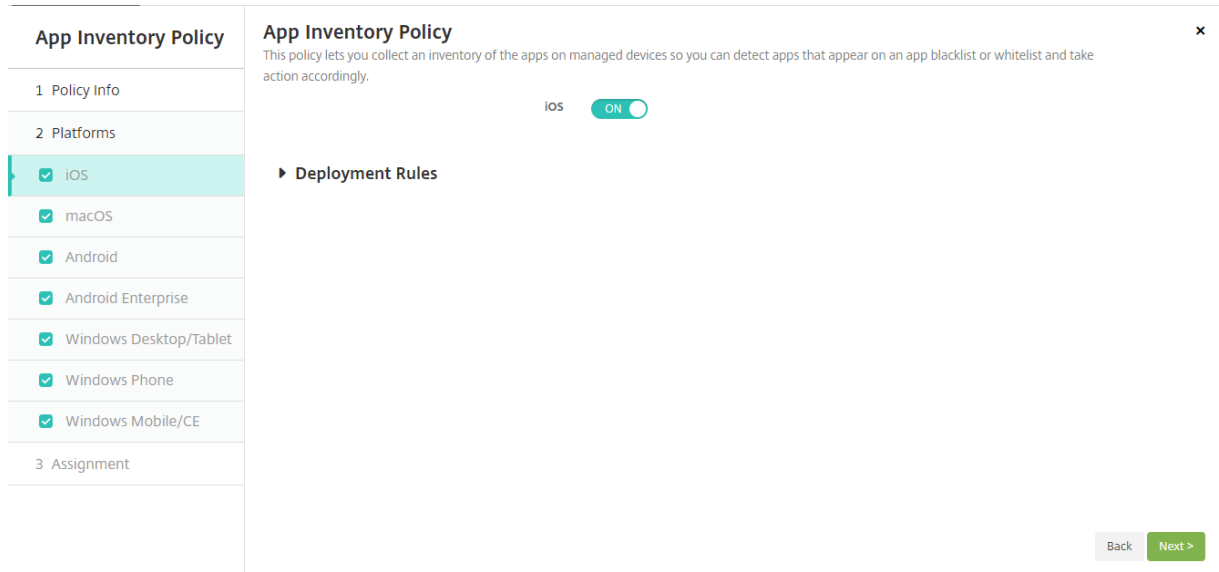 App Inventory Policy
1 Policy Info
2 Platforms
iOS
macOS
Android
Android Enterprise
Windows Desktop/Tablet
Windows Phone
Windows Mobile/CE
3 Assignment
App Inventory Policy
This policy lets you collect an inventory of the apps on managed devices so you can detect apps that appear on an app blacklist or whitelist and take
action accordingly.
iOS ON
Deployment Rules
Back Next >